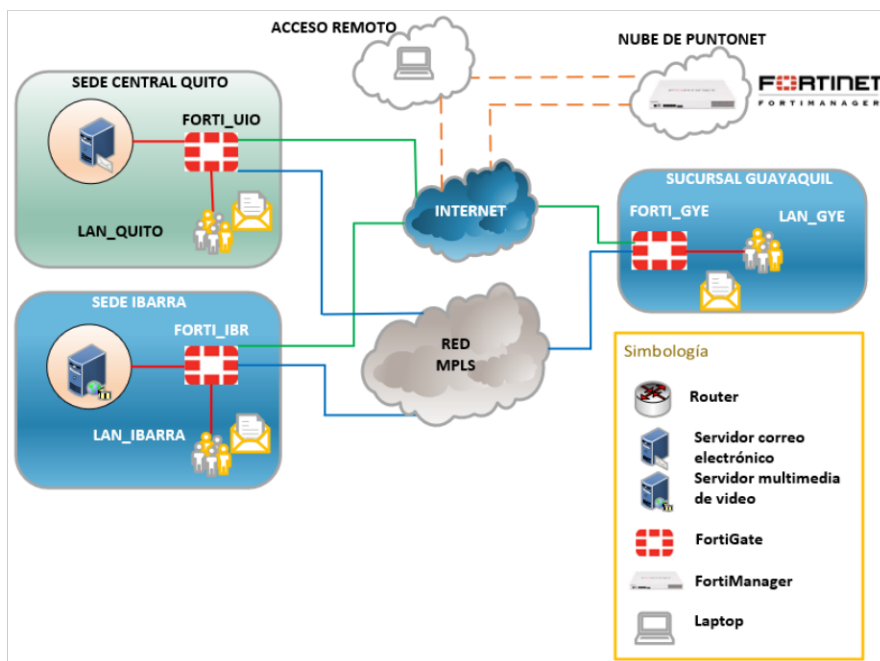 ACCESO REMOTO
NUBE DE PUNTONET
FORTINET
FORTIMANAGER
SEDE CENTRAL QUITO
FORTI_UIO
LAN_QUITO
INTERNET
SUCURSAL GUAYAQUIL
FORTI_GYE
LAN_GYE
SEDE IBARRA
FORTI_IBR
LAN_IBARRA
RED
MPLS
Simbología
Router
Servidor correo
electrónico
Servidor multimedia
de video
FortiGate
FortiManager
Laptop